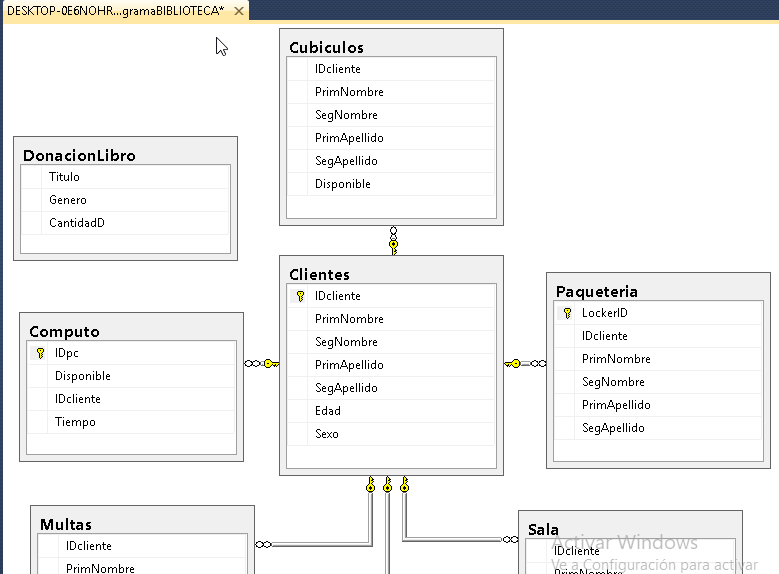 DESKTOP-0E6NOHR...gramaBIBLIOTECA*
Cubiculos
IDcliente
PrimNombre
SegNombre
PrimApellido
SegApellido
Disponible
DonacionLibro
Titulo
Genero
CantidadD
Clientes
IDcliente
PrimNombre
SegNombre
PrimApellido
SegApellido
Edad
Sexo
Paqueteria
LockerID
IDcliente
PrimNombre
SegNombre
PrimApellido
SegApellido
Computo
IDpc
Disponible
IDcliente
Tiempo
Multas
IDcliente
PrimNombre
Sala
IDcliente
PrimNombre
Activar Windows
Ve a Configuración para activar